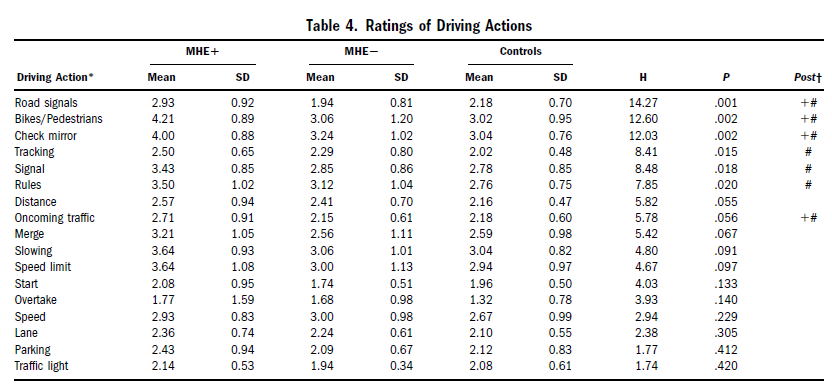 Table 4. Ratings of Driving Actions
MHE+ MHE− Controls
Driving Action* Mean SD Mean SD Mean SD H P Post†
Road signals 2.93 0.92 1.94 0.81 2.18 0.70 14.27 .001 +#
Bikes/Pedestrians 4.21 0.89 3.06 1.20 3.02 0.95 12.60 .002 +#
Check mirror 4.00 0.88 3.24 1.02 3.04 0.76 12.03 .002 +#
Tracking 2.50 0.65 2.29 0.80 2.02 0.48 8.41 .015 #
Signal 3.43 0.85 2.85 0.86 2.78 0.85 8.48 .018 #
Rules 3.50 1.02 3.12 1.04 2.76 0.75 7.85 .020 #
Distance 2.57 0.94 2.41 0.70 2.16 0.47 5.82 .055
Oncoming traffic 2.71 0.91 2.15 0.61 2.18 0.60 5.78 .056 +#
Merge 3.21 1.05 2.56 1.11 2.59 0.98 5.42 .067
Slowing 3.64 0.93 3.06 1.01 3.04 0.82 4.80 .091
Speed limit 3.64 1.08 3.00 1.13 2.94 0.97 4.67 .097
Start 2.08 0.95 1.74 0.51 1.96 0.50 4.03 .133
Overtake 1.77 1.59 1.68 0.98 1.32 0.78 3.93 .140
Speed 2.93 0.83 3.00 0.98 2.67 0.99 2.94 .229
Lane 2.36 0.74 2.24 0.61 2.10 0.55 2.38 .305
Parking 2.43 0.94 2.09 0.67 2.12 0.83 1.77 .412
Traffic light 2.14 0.53 1.94 0.34 2.08 0.61 1.74 .420